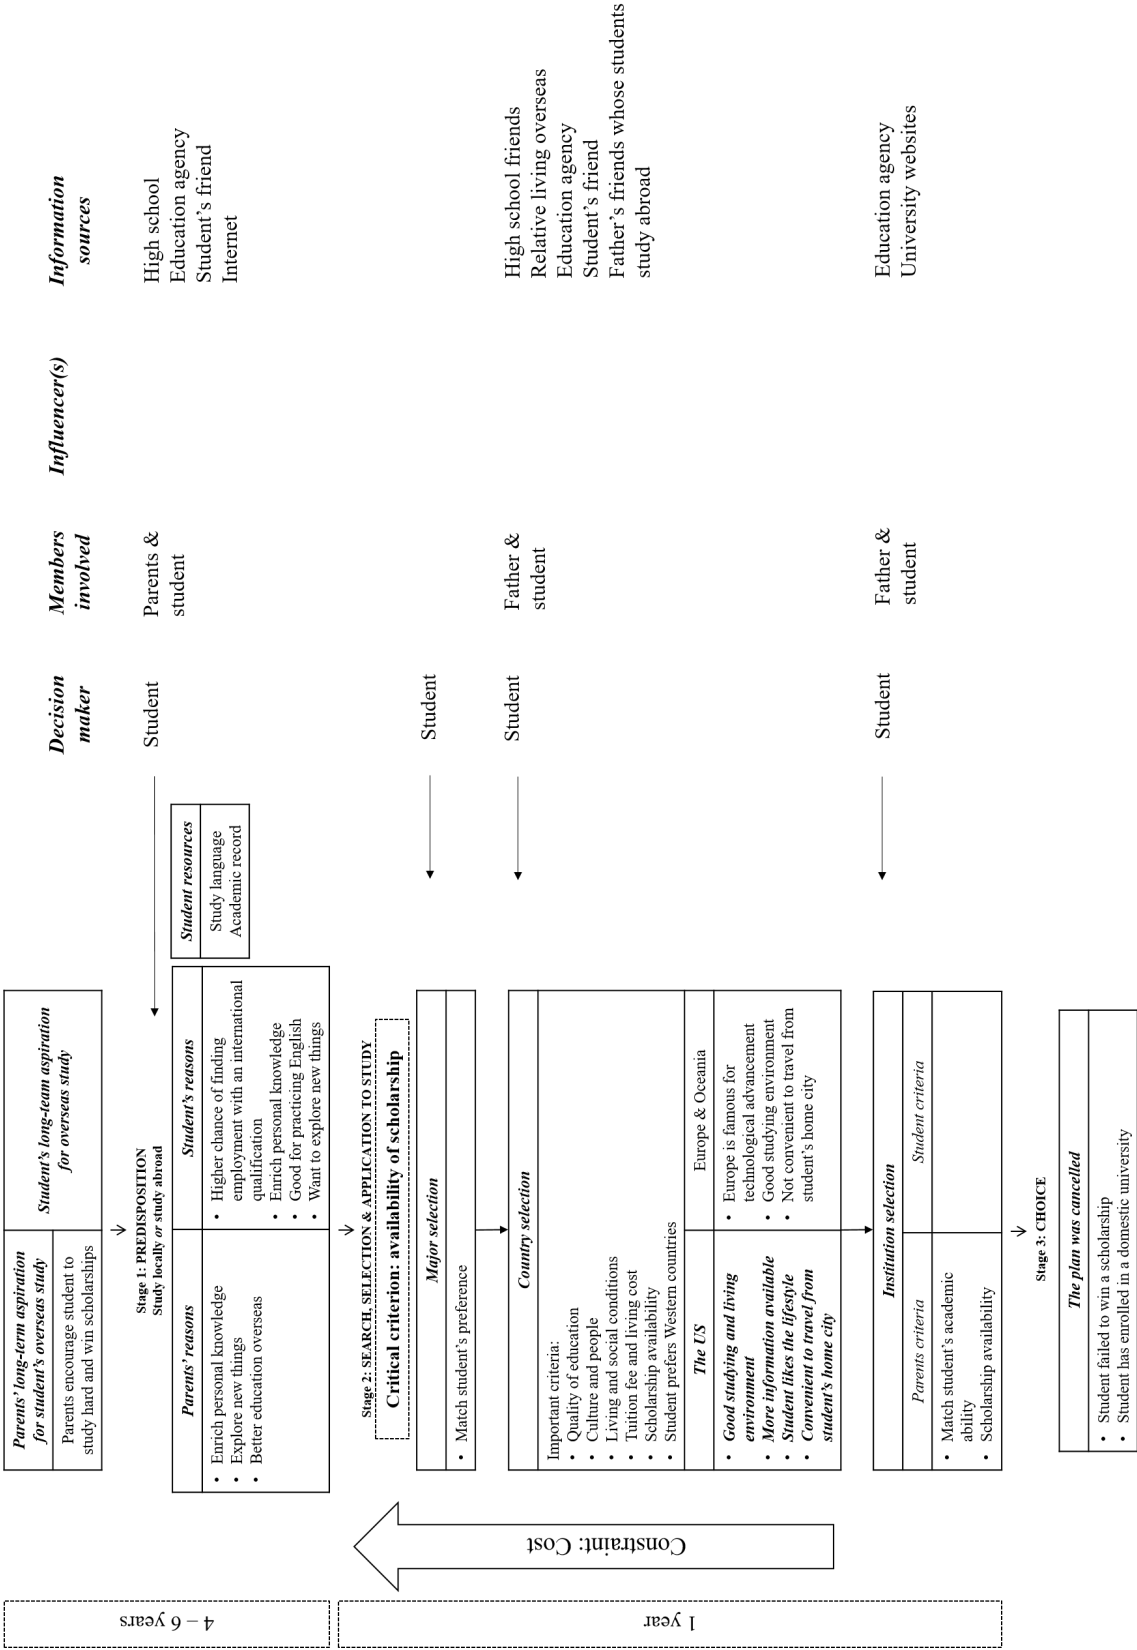 Decision
maker
Members
involved
Influencer(s)
Information
sources
4 – 6 years
Parents' long-term aspiration
for student's overseas study
Student's long-team aspiration
for overseas study
Parents encourage student to
study hard and win scholarships
Stage 1: PREDISPOSITION
Study locally or study abroad
Student
Parents &
student
High school
Education agency
Student's friend
Internet
Parents' reasons
Student's reasons
• Enrich personal knowledge
• Explore new things
• Better education overseas
• Higher chance of finding
employment with an international
qualification
• Enrich personal knowledge
• Good for practicing English
• Want to explore new things
Student resources
Study language
Academic record
1 year
Constraint: Cost
Stage 2: SEARCH, SELECTION & APPLICATION TO STUDY
Critical criterion: availability of scholarship
Major selection
• Match student's preference
Student
Country selection
Important criteria:
• Quality of education
• Culture and people
• Living and social conditions
• Tuition fee and living cost
• Scholarship availability
• Student prefers Western countries
The US
Europe & Oceania
• Good studying and living
environment
• More information available
• Student likes the lifestyle
• Convenient to travel from
student's home city
• Europe is famous for
technological advancement
• Good studying environment
• Not convenient to travel from
student's home city
Student
Father &
student
High school friends
Relative living overseas
Education agency
Student's friend
Father's friends whose students
study abroad
Institution selection
Parents criteria
Student criteria
• Match student's academic
ability
• Scholarship availability
Student
Father &
student
Education agency
University websites
Stage 3: CHOICE
The plan was cancelled
• Student failed to win a scholarship
• Student has enrolled in a domestic university